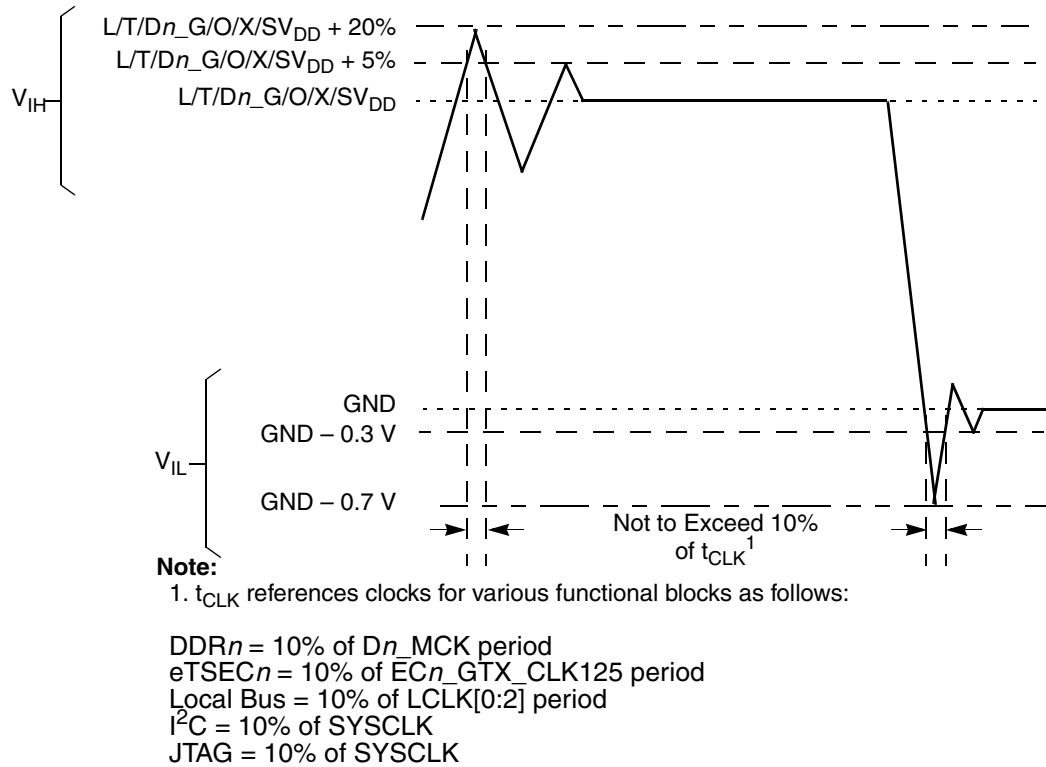 L/T/Dn_G/O/X/SVDD + 20%
L/T/Dn_G/O/X/SVDD + 5%
L/T/Dn_G/O/X/SVDD
VIH
GND
GND – 0.3 V
VIL
GND – 0.7 V
Not to Exceed 10%
of tCLK1
Note:
1. tCLK references clocks for various functional blocks as follows:
DDRn = 10% of Dn_MCK period
eTSECn = 10% of ECn_GTX_CLK125 period
Local Bus = 10% of LCLK[0:2] period
I2C = 10% of SYSCLK
JTAG = 10% of SYSCLK